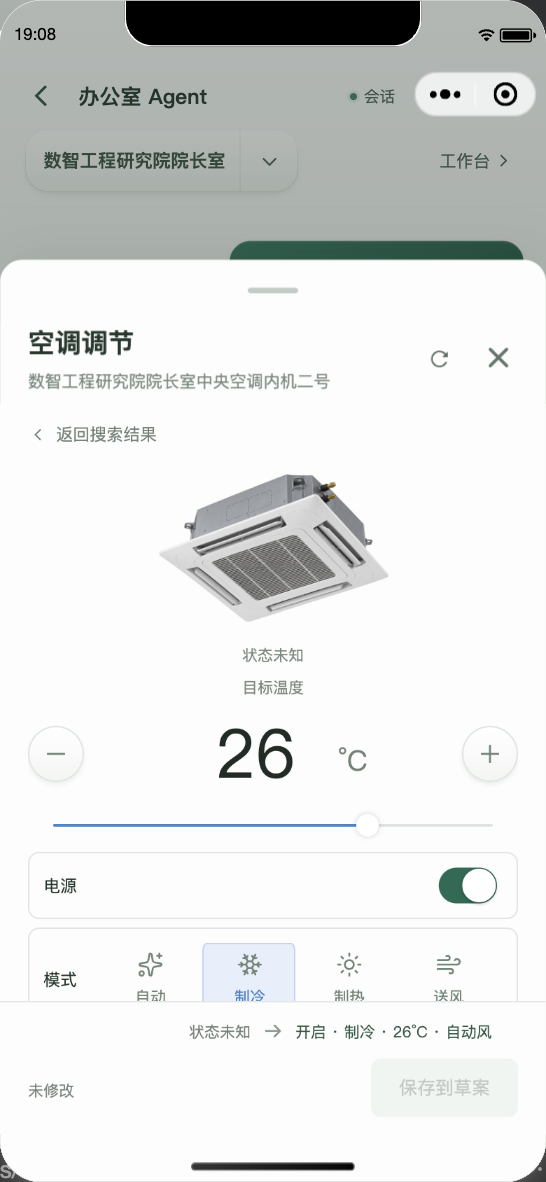 19:08
办公室 Agent
会话
数智工程研究院院长室
工作台
空调调节
数智工程研究院院长室中央空调内机二号
返回搜索结果
状态未知
目标温度
26 °C
电源
模式
自动
制冷
制热
送风
状态未知 → 开启 · 制冷 · 26°C · 自动风
未修改
保存到草案